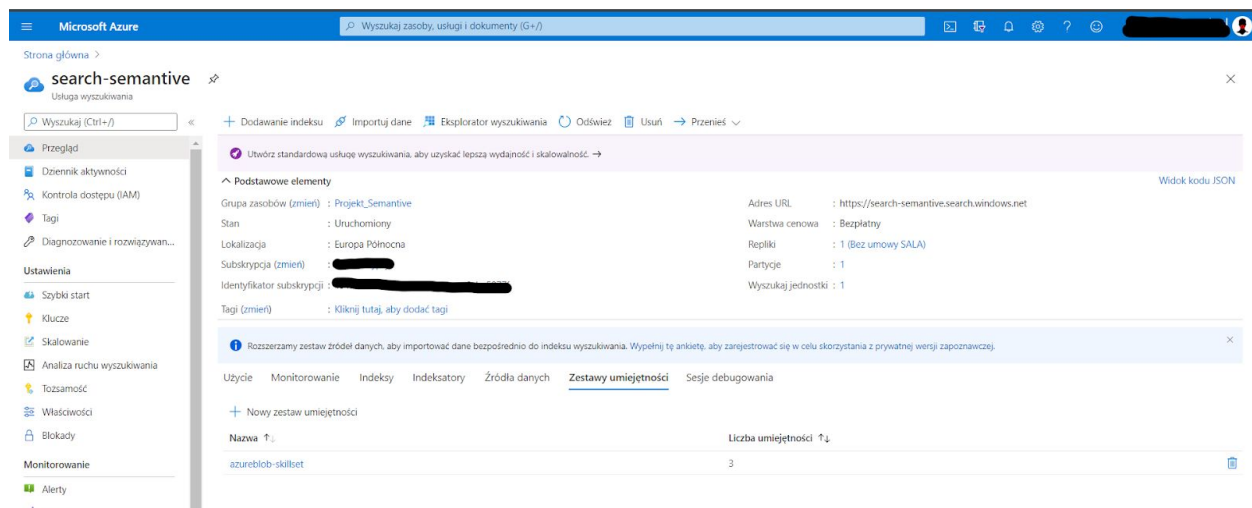 Microsoft Azure
Wyszukaj zasoby, usługi i dokumenty (G+/)
Strona główna >
search-semantive
Usługa wyszukiwania
Wyszukaj (Ctrl+/)
«
Dodawanie indeksu Importuj dane Eksplorator wyszukiwania Odśwież Usuń Przenieś
Przegląd
Dziennik aktywności
Kontrola dostępu (IAM)
Tagi
Diagnozowanie i rozwiązywan...
Ustawienia
Szybki start
Klucze
Skalowanie
Analiza ruchu wyszukiwania
Tożsamość
Właściwości
Blokady
Monitorowanie
Alerty
Utwórz standardową usługę wyszukiwania, aby uzyskać lepszą wydajność i skalowalność. →
Podstawowe elementy
Widok kodu JSON
Grupa zasobów (zmień) : Projekt_Semantive
Stan : Uruchomiony
Lokalizacja : Europa Północna
Subskrypcja (zmień) :
Identyfikator subskrypcji :
Tagi (zmień) : Kliknij tutaj, aby dodać tagi
Adres URL : https://search-semantive.search.windows.net
Warstwa cenowa : Bezpłatny
Repliki : 1 (Bez umowy SALA)
Partycje : 1
Wyszukaj jednostki : 1
Rozszerzamy zestaw źródeł danych, aby importować dane bezpośrednio do indeksu wyszukiwania. Wypełnij tę ankietę, aby zarejestrować się w celu skorzystania z prywatnej wersji zapoznawczej.
Użycie Monitorowanie Indeksy Indeksatory Źródła danych Zestawy umiejętności Sesje debugowania
Nowy zestaw umiejętności
Nazwa ↑↓ Liczba umiejętności ↑↓
azureblob-skillset 3